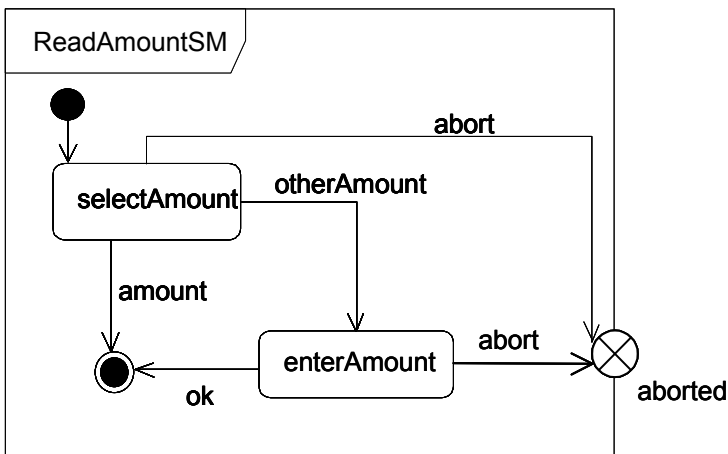 ReadAmountSM
abort
selectAmount
otherAmount
amount
enterAmount
abort
ok
aborted